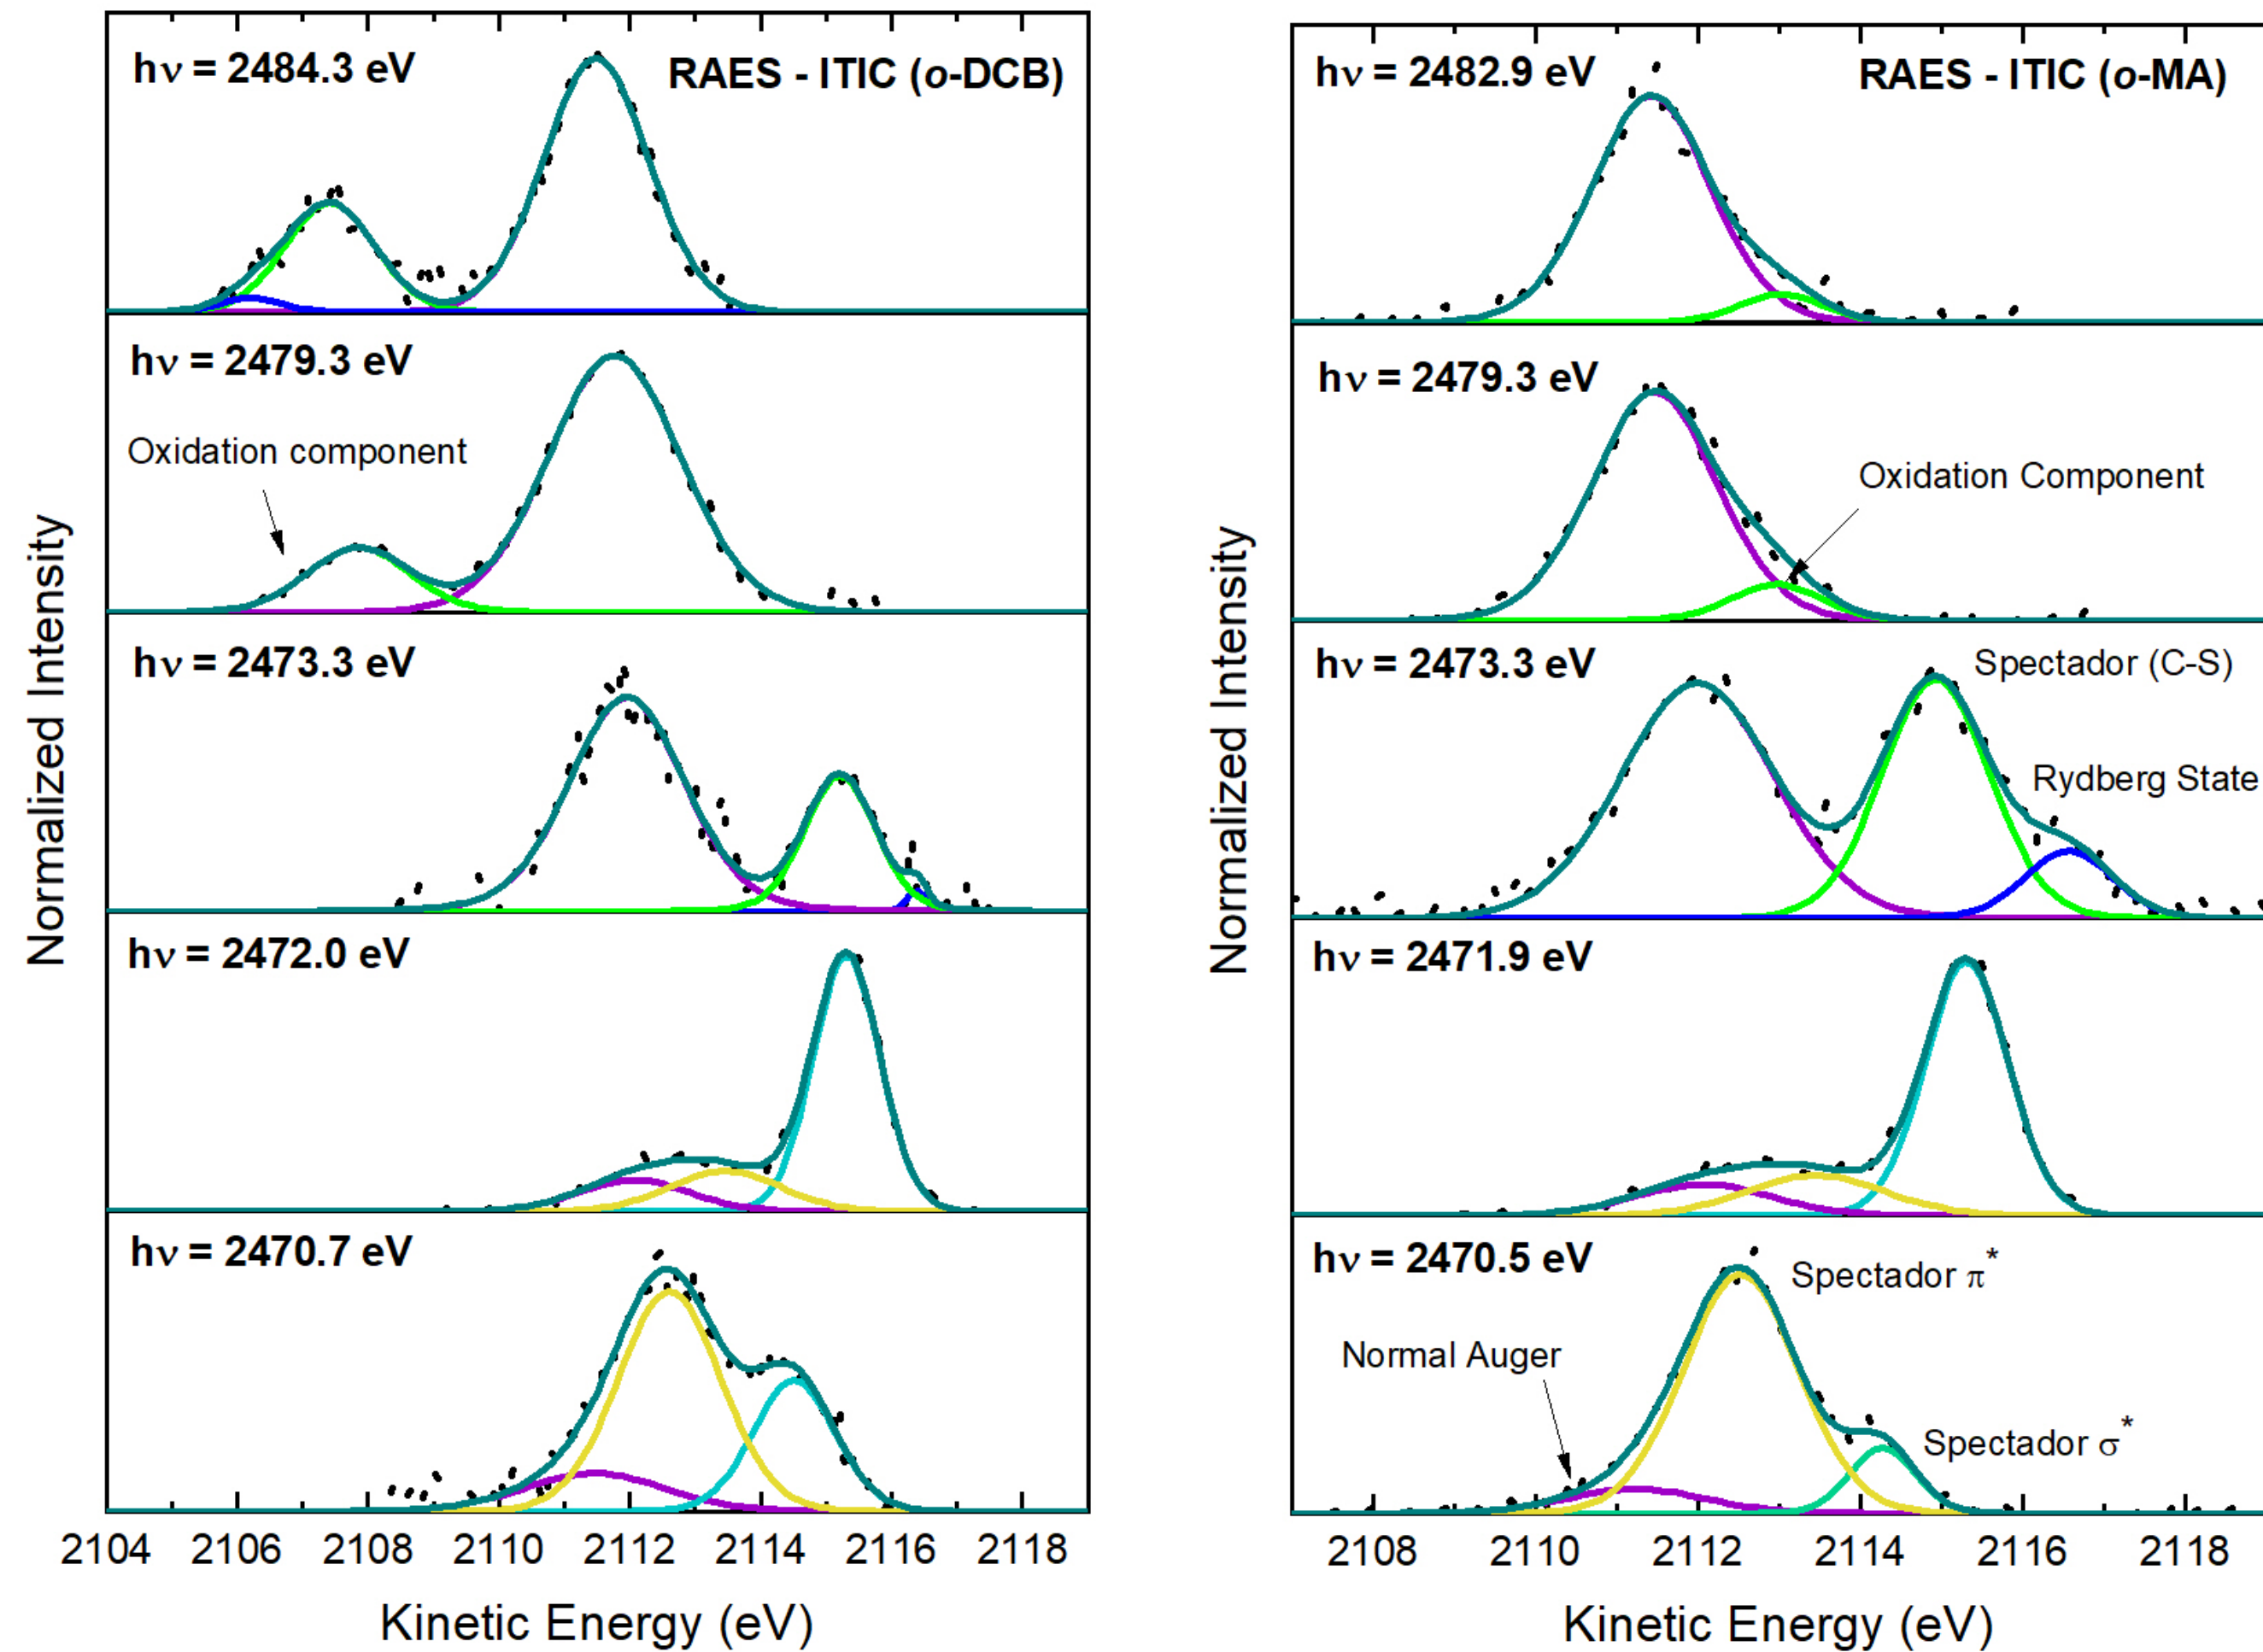 hν = 2484.3 eV
RAES - ITIC (o-DCB)
hν = 2479.3 eV
Oxidation component
hν = 2473.3 eV
hν = 2472.0 eV
hν = 2470.7 eV
Normalized Intensity
2104 2106 2108 2110 2112 2114 2116 2118
Kinetic Energy (eV)
hν = 2482.9 eV
RAES - ITIC (o-MA)
hν = 2479.3 eV
Oxidation Component
hν = 2473.3 eV
Spectador (C-S)
Rydberg State
hν = 2471.9 eV
hν = 2470.5 eV
Spectador π*
Normal Auger
Spectador σ*
Normalized Intensity
2108 2110 2112 2114 2116 2118
Kinetic Energy (eV)